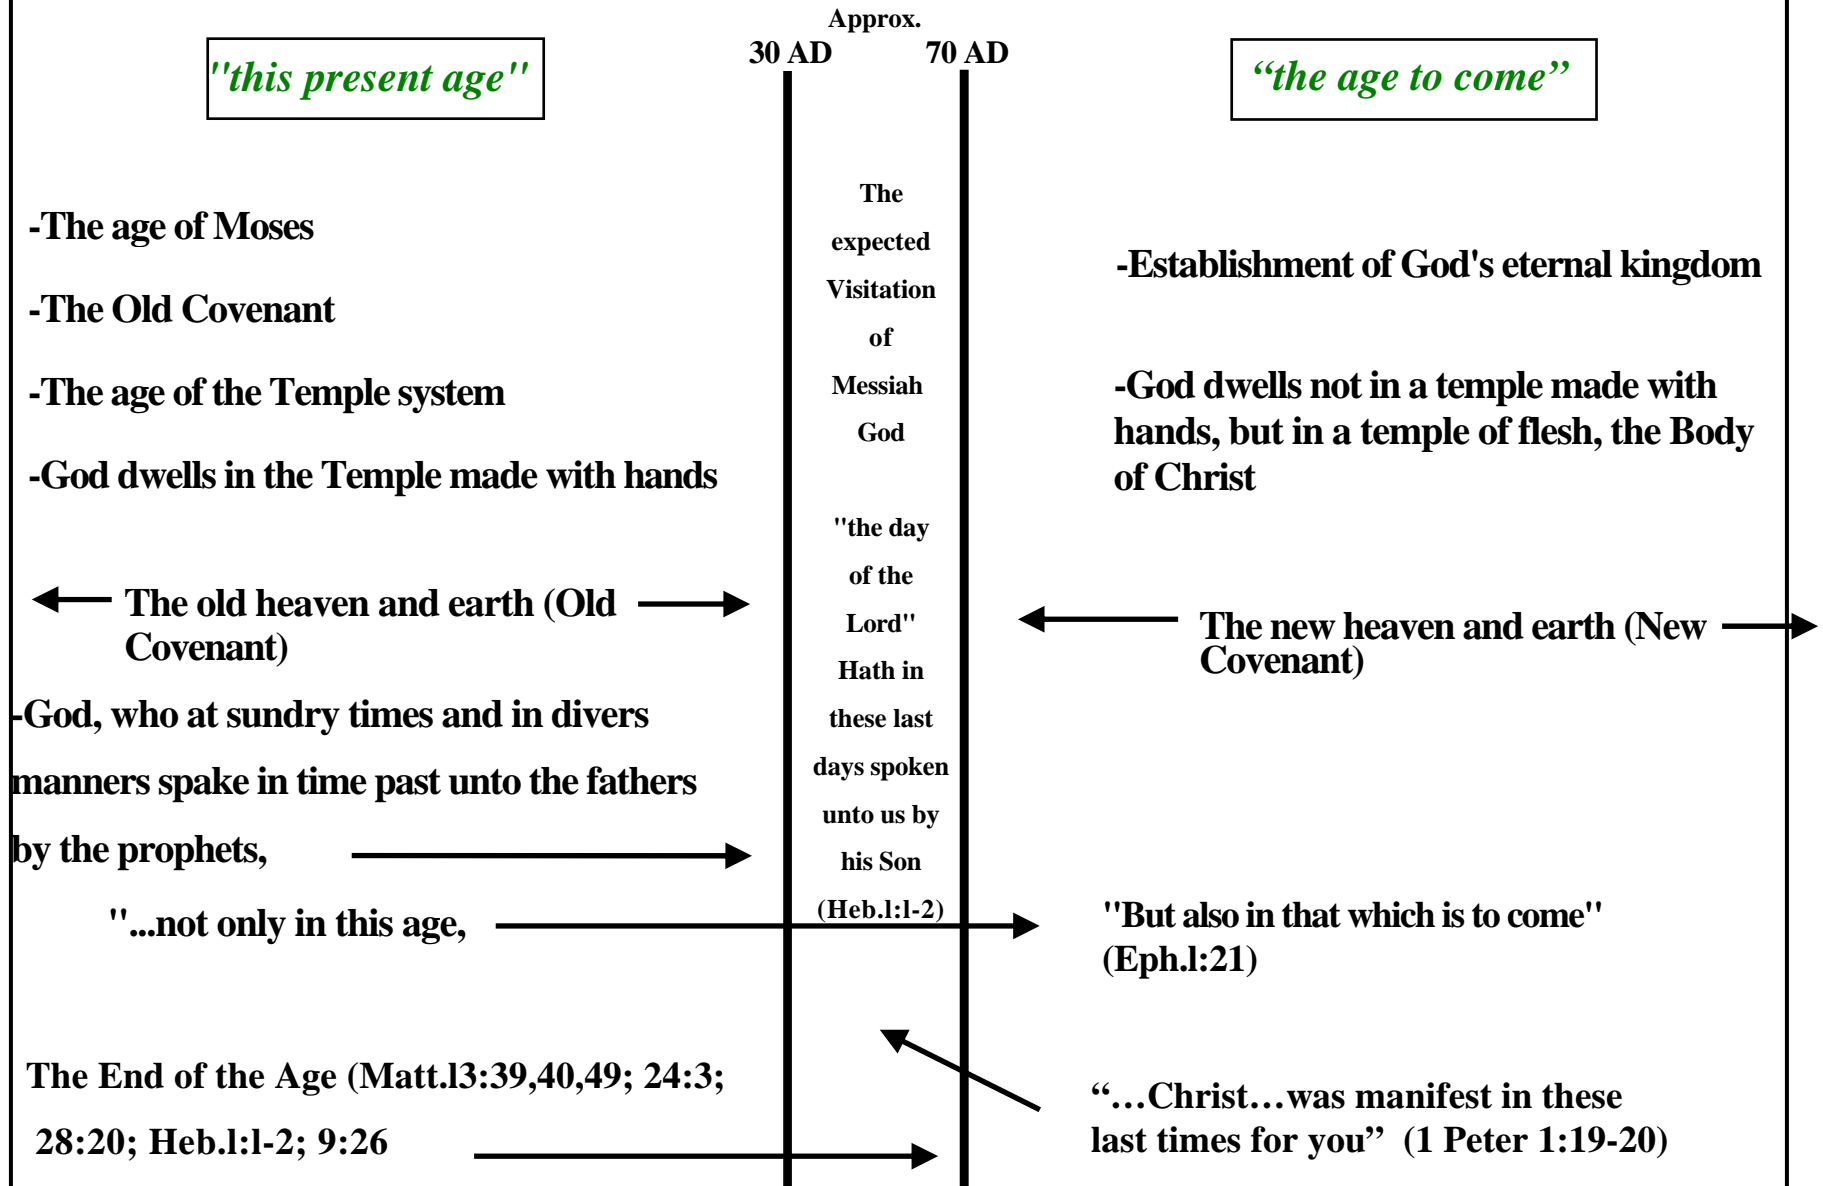 Approx.
30 AD
70 AD
"this present age"
“the age to come”
-The age of Moses
-The Old Covenant
-The age of the Temple system
-God dwells in the Temple made with hands
The old heaven and earth (Old
Covenant)
-God, who at sundry times and in divers
manners spake in time past unto the fathers
by the prophets,
"...not only in this age,
The End of the Age (Matt.l3:39,40,49; 24:3;
28:20; Heb.l:l-2; 9:26
The
expected
Visitation
of
Messiah
God
"the day
of the
Lord"
Hath in
these last
days spoken
unto us by
his Son
(Heb.l:l-2)
-Establishment of God's eternal kingdom
-God dwells not in a temple made with
hands, but in a temple of flesh, the Body
of Christ
The new heaven and earth (New
Covenant)
"But also in that which is to come"
(Eph.l:21)
“…Christ…was manifest in these
last times for you” (1 Peter 1:19-20)